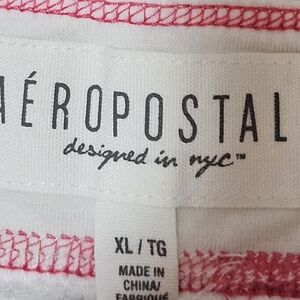 AÉROPOSTAL
designed in nyc™
XL / TG
MADE IN
CHINA/
FABRIQUÉ